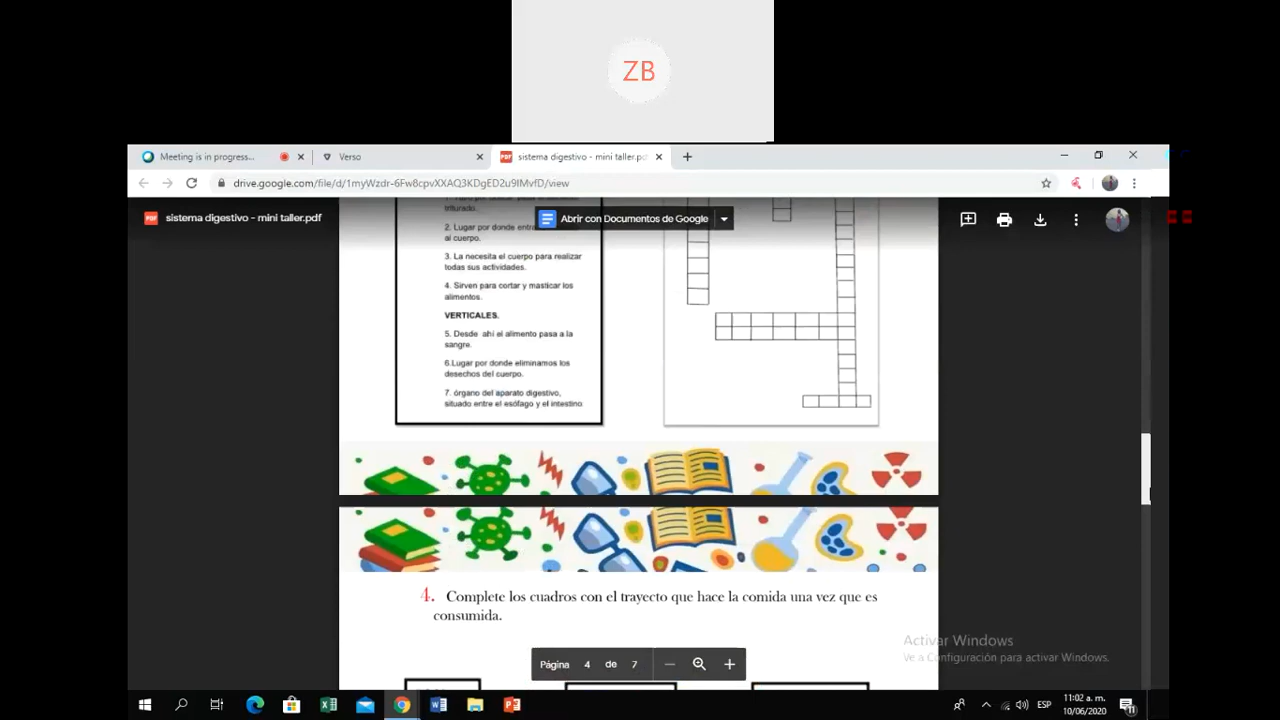 ZB
Meeting is in progress...
Verso
sistema digestivo - mini taller.pdf
drive.google.com/file/d/1myWzdr-6Fw8cpvXXAQ3KDgED2u9IMvfD/view
sistema digestivo - mini taller.pdf
Abrir con Documentos de Google
triturado.
2. Lugar por donde
al cuerpo.
3. La necesita el cuerpo para realizar
todas sus actividades.
4. Sirven para cortar y masticar los
alimentos.
VERTICALES.
5. Desde ahí el alimento pasa a la
sangre.
6.Lugar por donde eliminamos los
desechos del cuerpo.
7. órgano del aparato digestivo,
situado entre el esófago y el intestino
4. Complete los cuadros con el trayecto que hace la comida una vez que es
consumida.
Activar Windows
Ve a Configuración para activar Windows.
Página 4 de 7
ESP
11:02 a. m.
10/06/2020